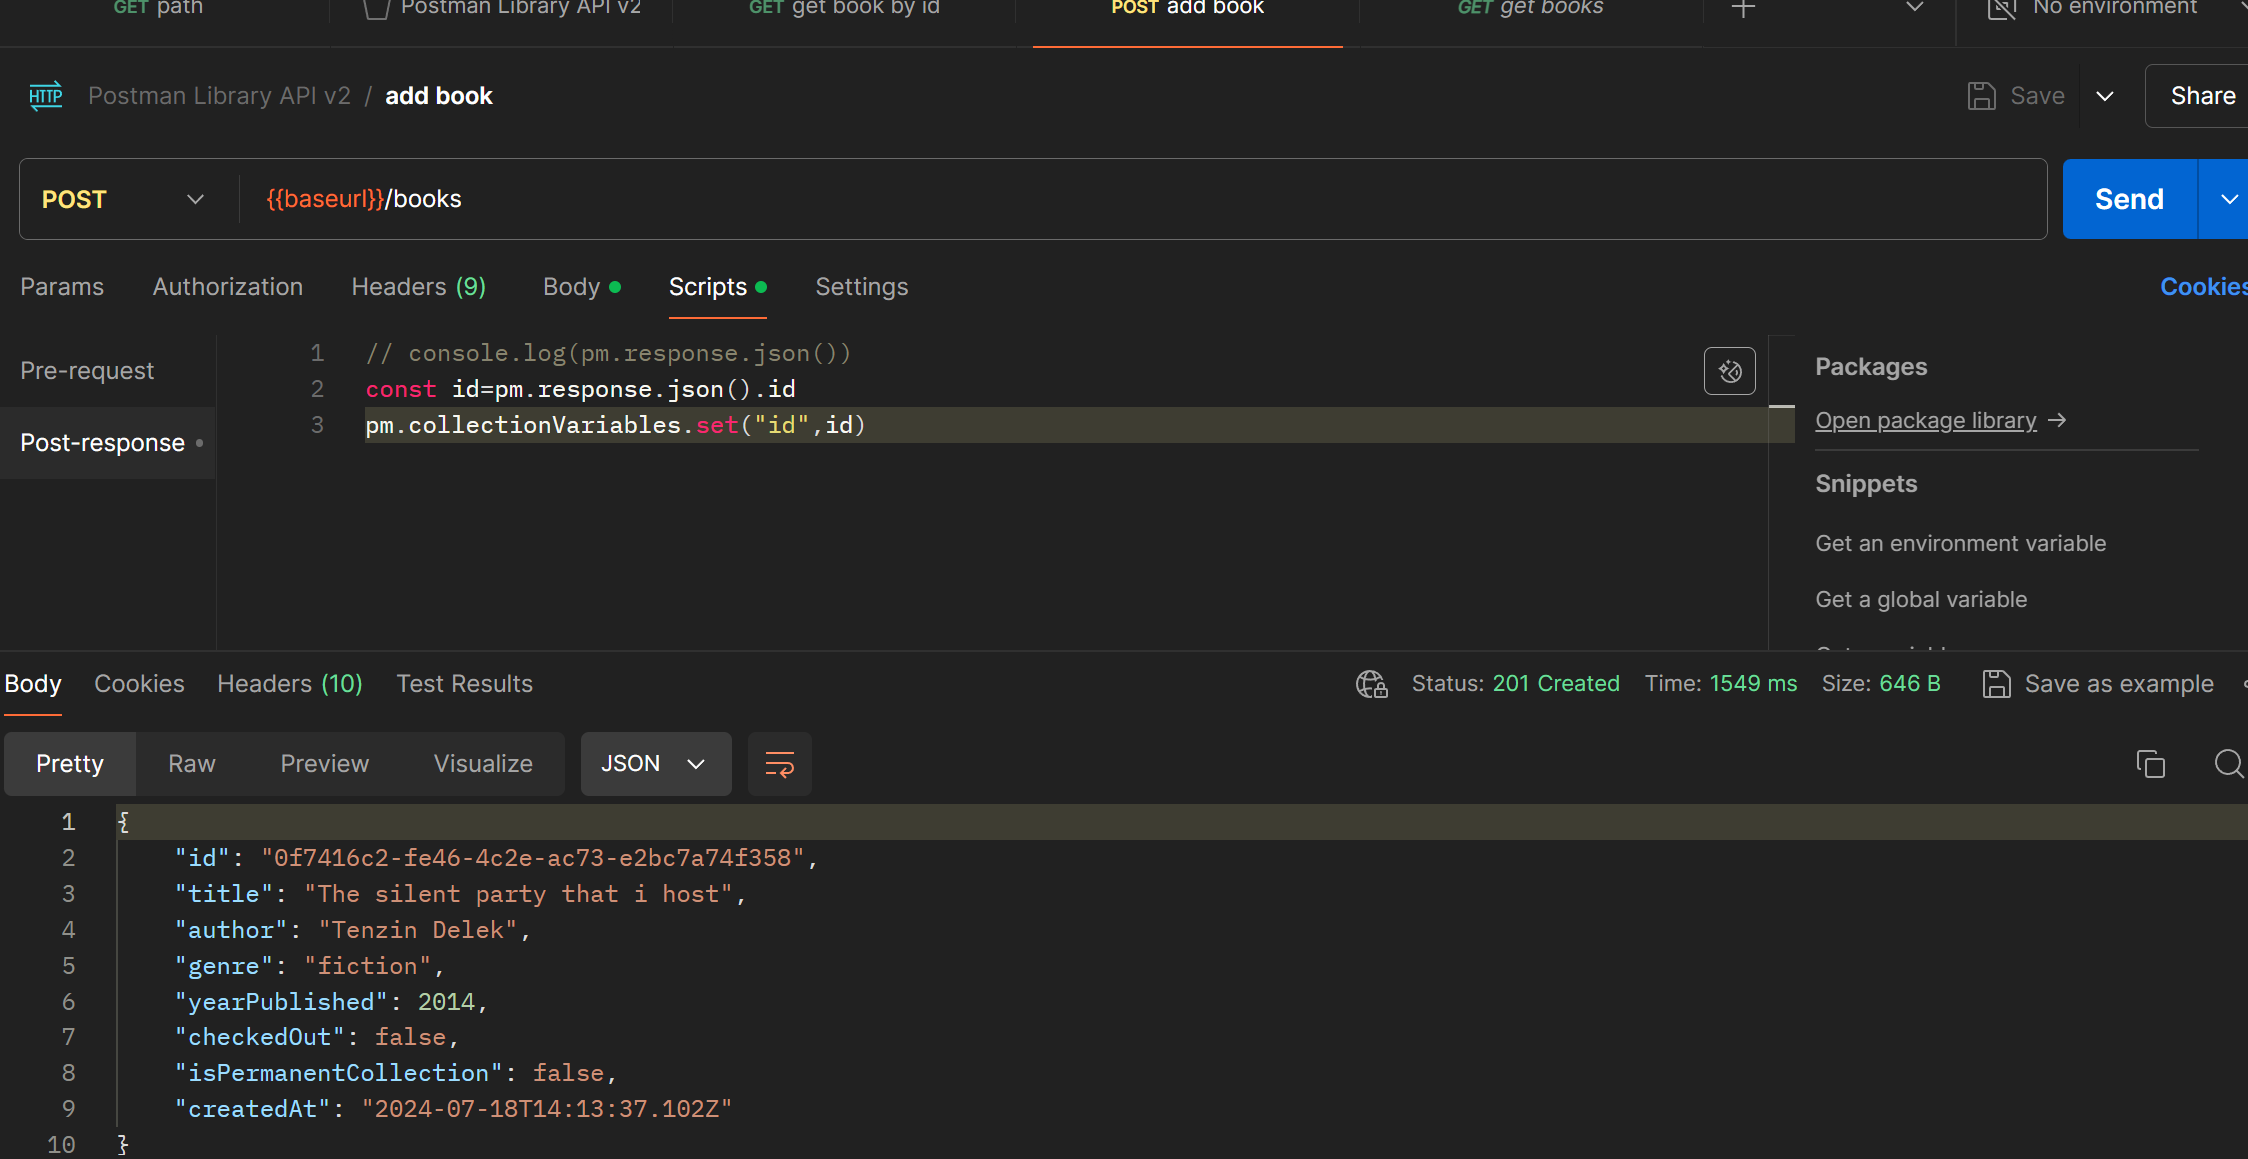 GET path
Postman Library API v2
GET get book by id
POST add book
GET get books
No environment
HTTP Postman Library API v2 / add book
Save
Share
POST
{{baseurl}}/books
Send
Params
Authorization
Headers (9)
Body
Scripts
Settings
Cookies
Pre-request
Post-response
1 // console.log(pm.response.json())
2 const id=pm.response.json().id
3 pm.collectionVariables.set("id",id)
Packages
Open package library →
Snippets
Get an environment variable
Get a global variable
Body
Cookies
Headers (10)
Test Results
Status: 201 Created
Time: 1549 ms
Size: 646 B
Save as example
Pretty
Raw
Preview
Visualize
JSON
1 {
2 "id": "0f7416c2-fe46-4c2e-ac73-e2bc7a74f358",
3 "title": "The silent party that i host",
4 "author": "Tenzin Delek",
5 "genre": "fiction",
6 "yearPublished": 2014,
7 "checkedOut": false,
8 "isPermanentCollection": false,
9 "createdAt": "2024-07-18T14:13:37.102Z"
10 }